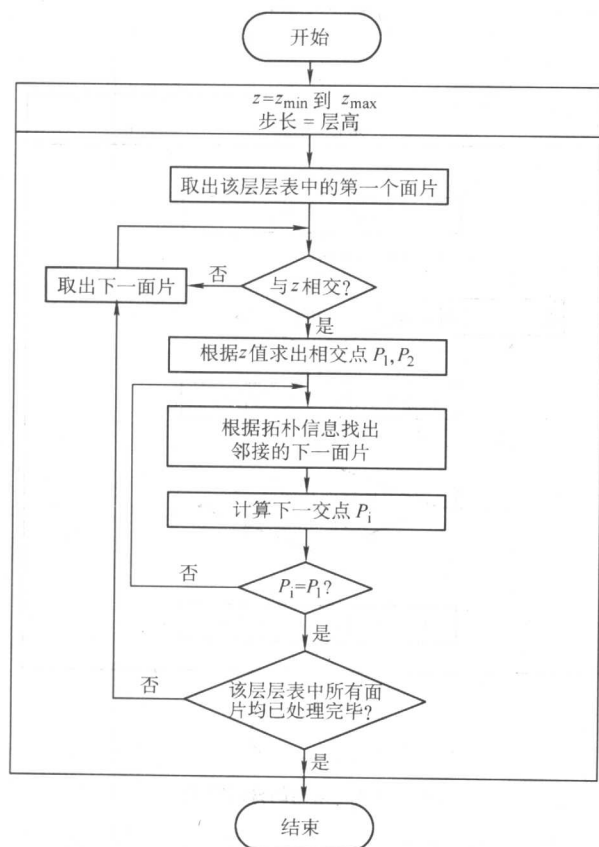 开始
z=zmin 到 zmax
步长 = 层高
取出该层层表中的第一个面片
取出下一面片
否
与 z 相交?
是
根据z值求出相交点 P1, P2
根据拓朴信息找出
邻接的下一面片
计算下一交点 Pi
否
Pi=P1?
是
否
该层层表中所有面
片均已处理完毕?
是
结束